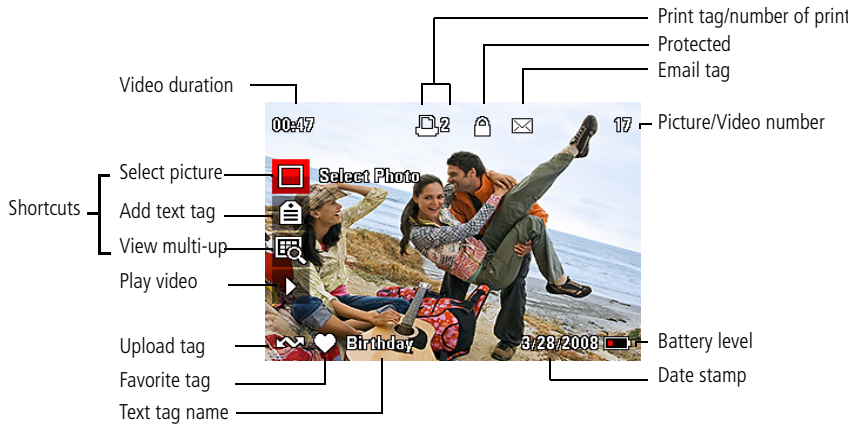 Print tag/number of print
Protected
Email tag
Video duration
00:47
2
17
Picture/Video number
Select picture
Select Photo
Shortcuts
Add text tag
View multi-up
Play video
Upload tag
Birthday
3/28/2008
Battery level
Favorite tag
Date stamp
Text tag name